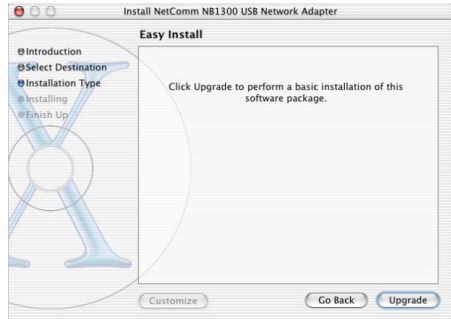 Install NetComm NB1300 USB Network Adapter
Easy Install
Introduction
Select Destination
Installation Type
Installing
Finish Up
Click Upgrade to perform a basic installation of this
software package.
Customize
Go Back
Upgrade